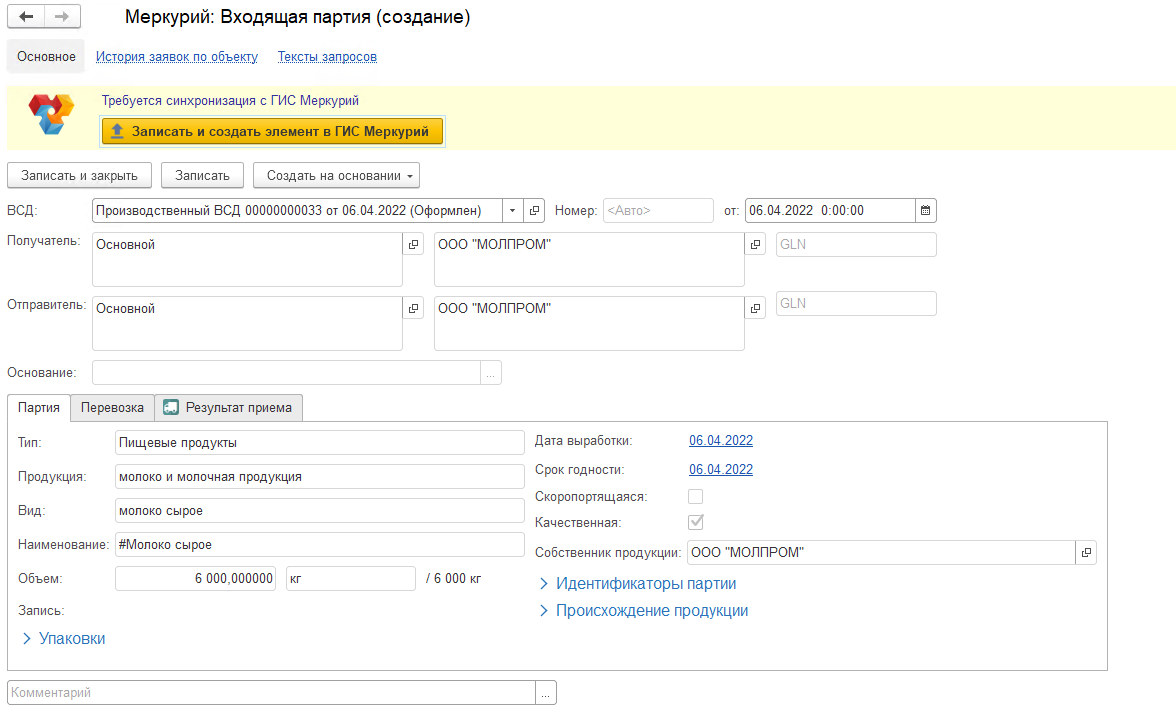 Меркурий: Входящая партия (создание)
Основное История заявок по объекту Тексты запросов
Требуется синхронизация с ГИС Меркурий
Записать и создать элемент в ГИС Меркурий
Записать и закрыть Записать Создать на основании
ВСД: Производственный ВСД 00000000033 от 06.04.2022 (Оформлен) Номер: <Авто> от: 06.04.2022 0:00:00
Получатель: Основной ООО "МОЛПРОМ" GLN
Отправитель: Основной ООО "МОЛПРОМ" GLN
Основание: ...
Партия Перевозка Результат приема
Тип: Пищевые продукты
Продукция: молоко и молочная продукция
Вид: молоко сырое
Наименование: #Молоко сырое
Объем: 6 000,000000 кг / 6 000 кг
Запись:
Упаковки
Дата выработки: 06.04.2022
Срок годности: 06.04.2022
Скоропортящаяся:
Качественная:
Собственник продукции: ООО "МОЛПРОМ"
Идентификаторы партии
Происхождение продукции
Комментарий ...